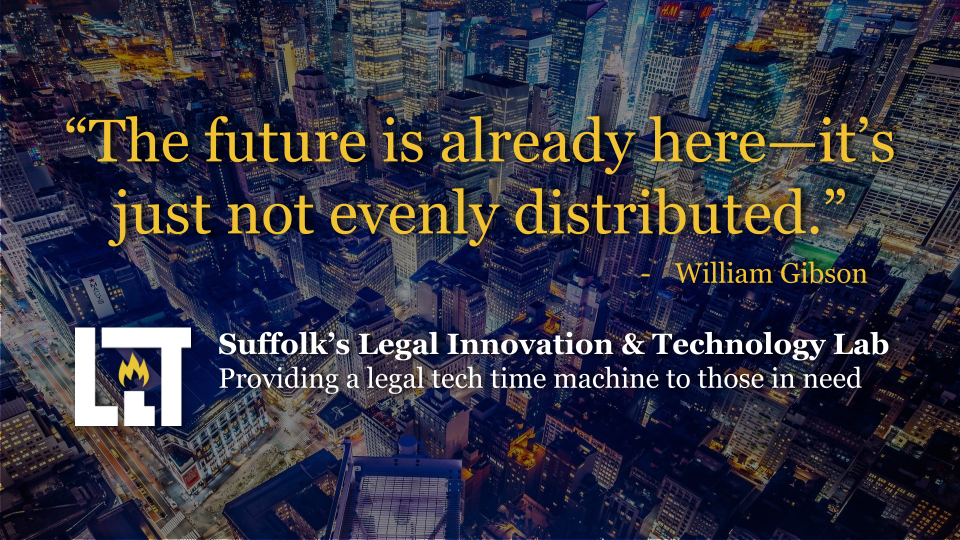 “The future is already here—it’s
just not evenly distributed.”
- William Gibson
LIT
Suffolk’s Legal Innovation & Technology Lab
Providing a legal tech time machine to those in need
H&M